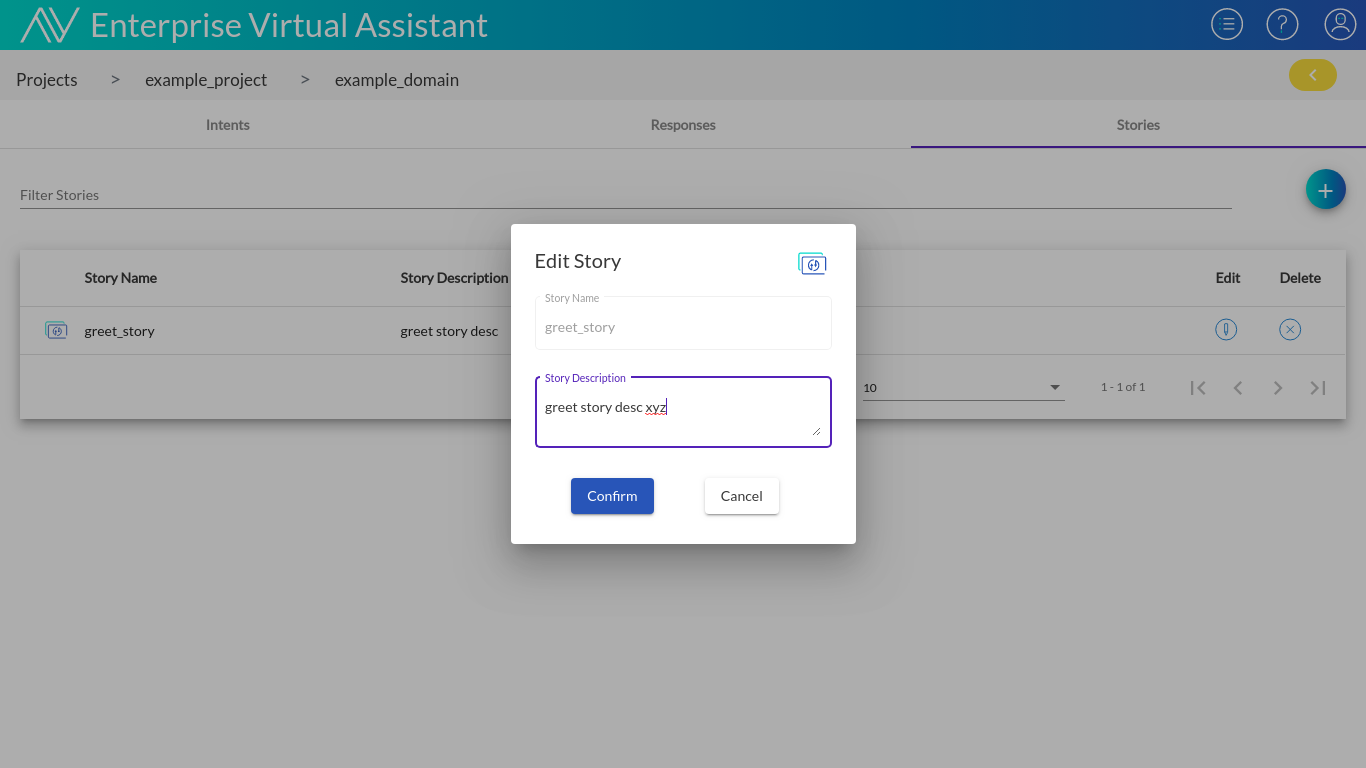 Enterprise Virtual Assistant
Projects > example_project > example_domain
Intents Responses Stories
Filter Stories
Story Name Story Description Edit Delete
greet_story greet story desc
10 1 - 1 of 1
Edit Story
Story Name
greet_story
Story Description
greet story desc xyz
Confirm Cancel